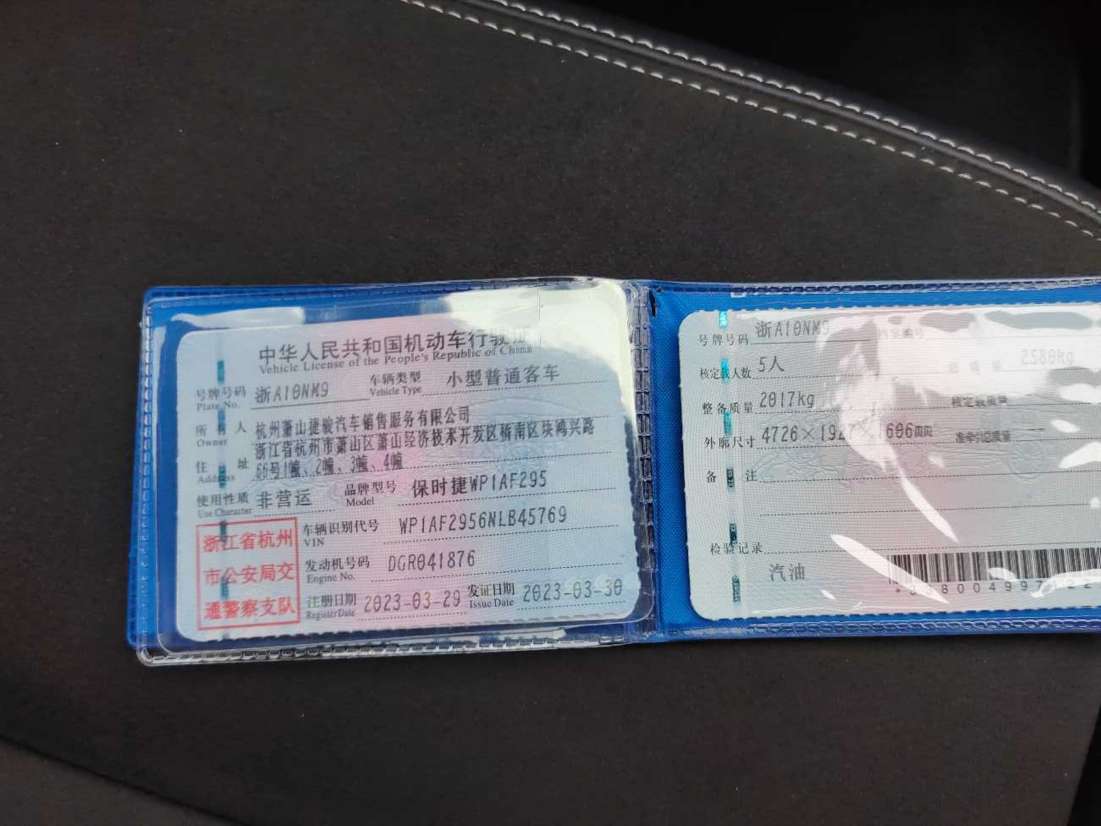 中华人民共和国机动车行驶证
Vehicle License of the People's Republic of China
号牌号码 浙A10NM9 车辆类型 小型普通客车
Plate No. Vehicle Type
所有人 杭州萧山捷骏汽车销售服务有限公司
Owner
住址 浙江省杭州市萧山区萧山经济技术开发区桥南区鸿兴路
Address 68号1幢、2幢、3幢、4幢
使用性质 非营运 品牌型号 保时捷WP1AF295
Use Character Model
浙江省杭州
市公安局交
通警察支队
车辆识别代号 WP1AF2956NLB45769
VIN
发动机号码 DGR041876
Engine No.
注册日期 2023-03-29 发证日期 2023-03-30
Register Date Issue Date
号牌号码 浙A10NM9
核定载人数 5人 2580kg
整备质量 2017kg 核定载质量
外廓尺寸 4726× ×1606mm 准牵引总质量
备注
检验记录
汽油